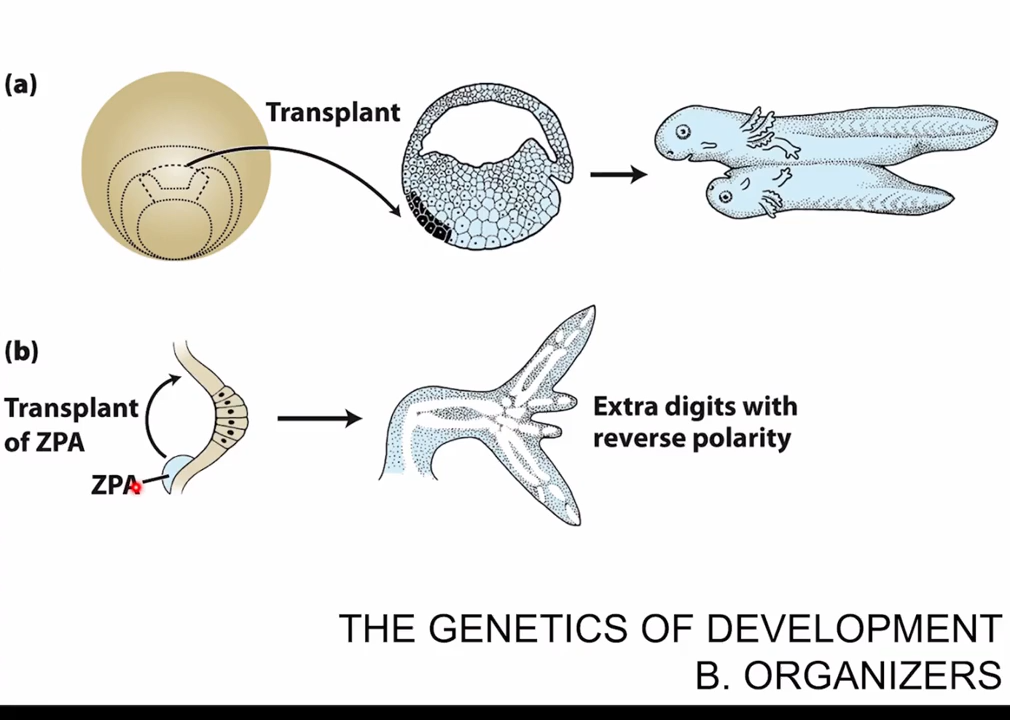 (a)
Transplant
(b)
Transplant
of ZPA
ZPA
Extra digits with
reverse polarity
THE GENETICS OF DEVELOPMENT
B. ORGANIZERS